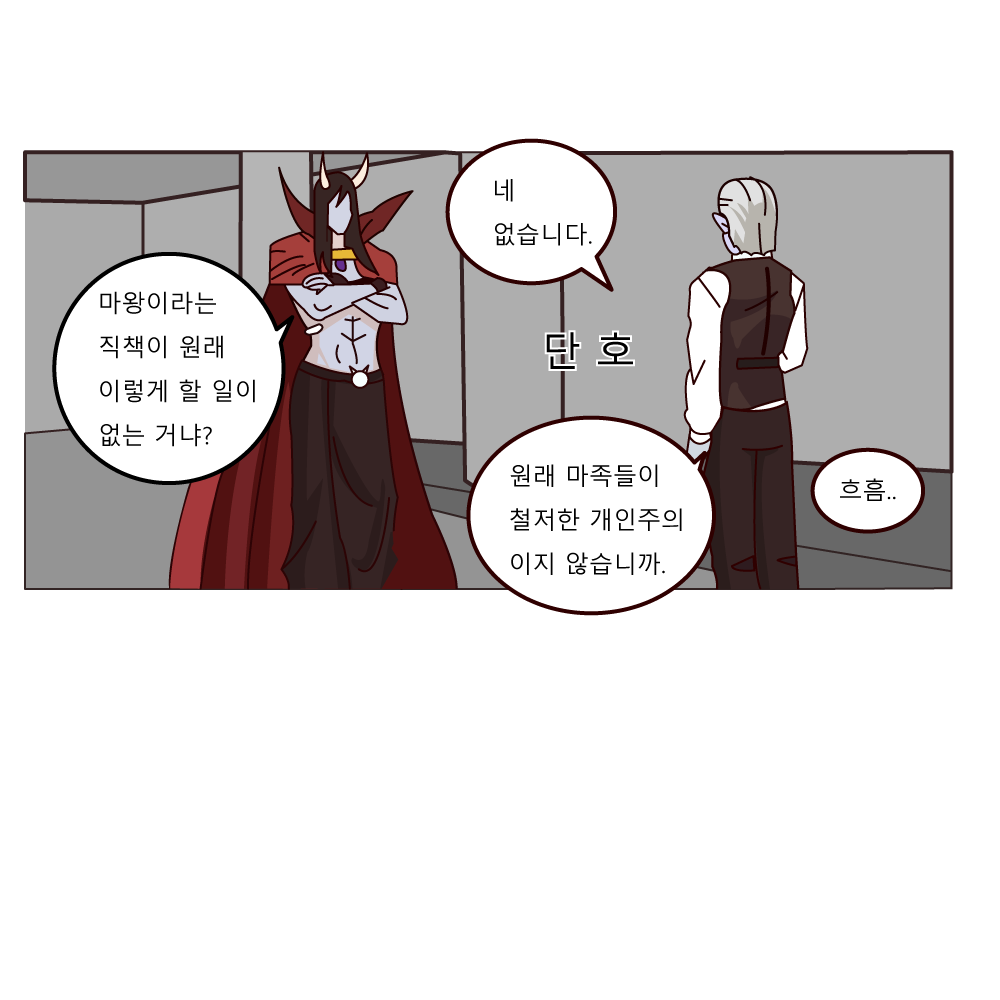 마왕이라는
직책이 원래
이렇게 할 일이
없는 거냐?
네
없습니다.
단 호
원래 마족들이
철저한 개인주의
이지 않습니까.
흐흠..